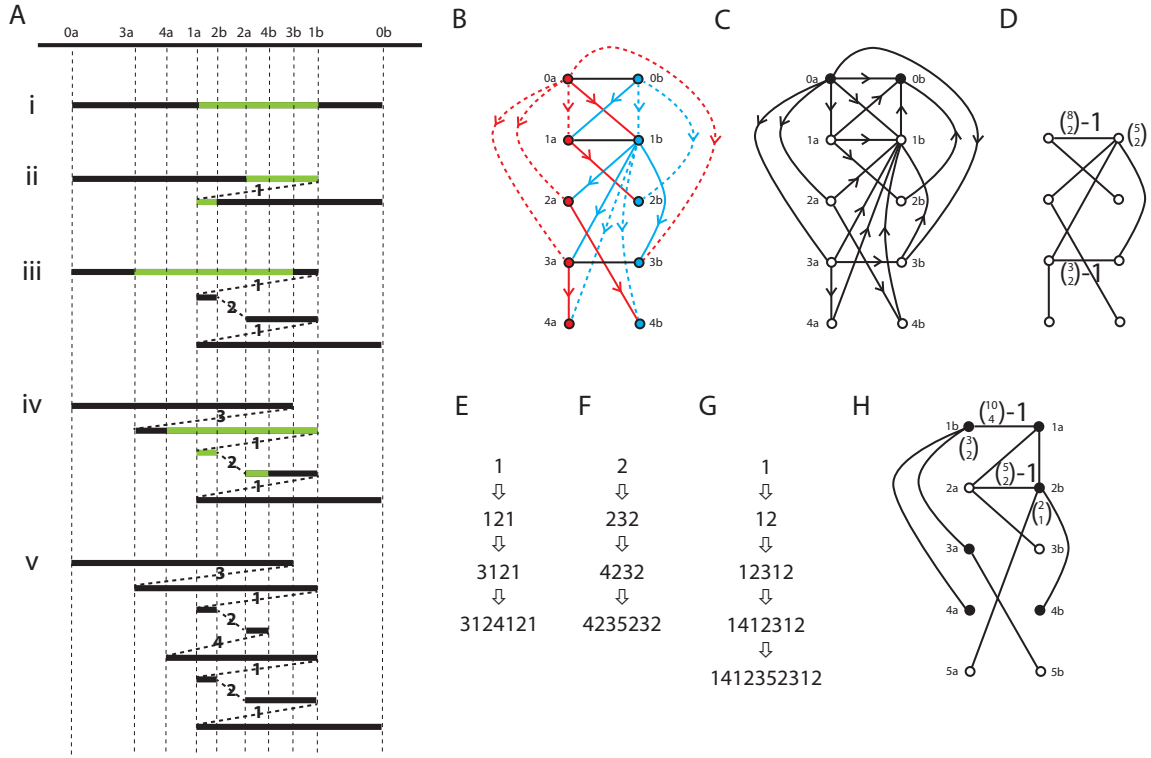 A
0a 3a 4a 1a 2b 2a 4b 3b 1b 0b
i
ii
1
iii
1
2
1
iv
3
1
2
1
v
3
1
2
4
1
2
1
B
0a 0b
1a 1b
2a 2b
3a 3b
4a 4b
C
0a 0b
1a 1b
2a 2b
3a 3b
4a 4b
D
(8 2)-1 (5 2)
(3 2)-1
E
1
⇩
121
⇩
3121
⇩
3124121
F
2
⇩
232
⇩
4232
⇩
4235232
G
1
⇩
12
⇩
12312
⇩
1412312
⇩
1412352312
H
(10 4)-1
1b 1a
(3 2)
(5 2)-1
2a 2b
(2 1)
3a 3b
4a 4b
5a 5b